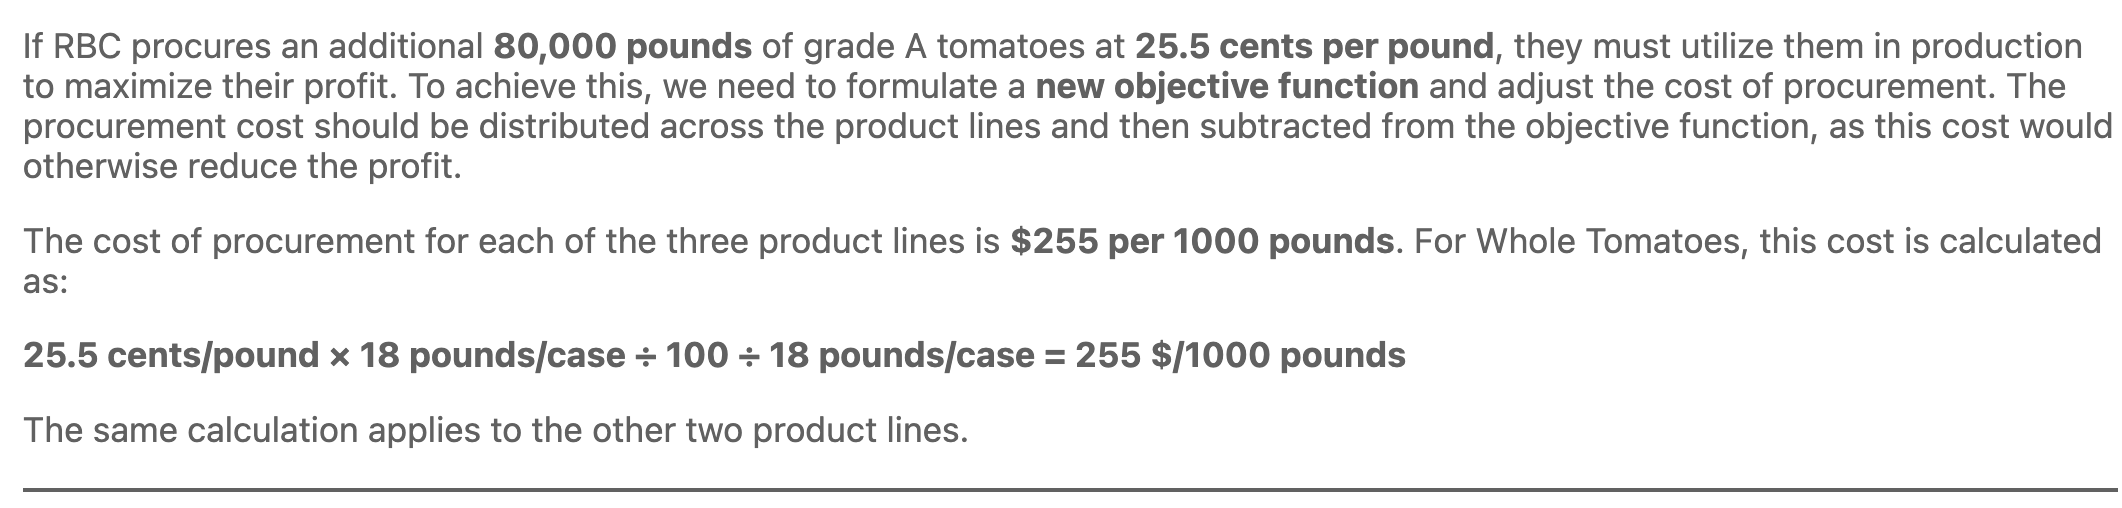 If RBC procures an additional 80,000 pounds of grade A tomatoes at 25.5 cents per pound, they must utilize them in production
to maximize their profit. To achieve this, we need to formulate a new objective function and adjust the cost of procurement. The
procurement cost should be distributed across the product lines and then subtracted from the objective function, as this cost would
otherwise reduce the profit.
The cost of procurement for each of the three product lines is $255 per 1000 pounds. For Whole Tomatoes, this cost is calculated
as:
25.5 cents/pound × 18 pounds/case ÷ 100 ÷ 18 pounds/case = 255 $/1000 pounds
The same calculation applies to the other two product lines.